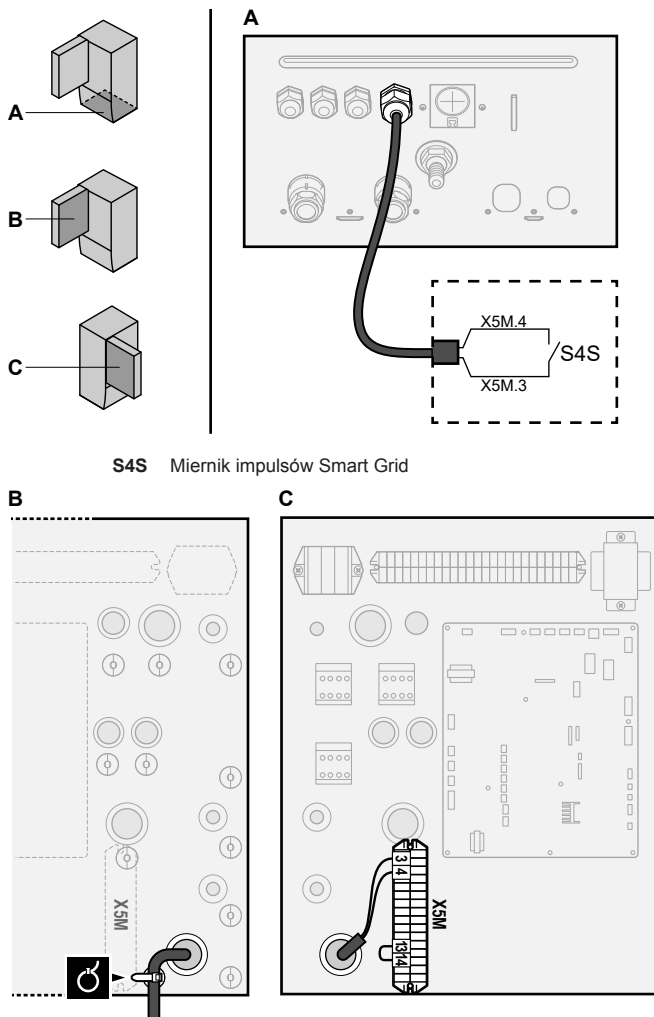 A
B
C
A
X5M.4
S4S
X5M.3
S4S Miernik impulsów Smart Grid
B
X5M
C
3
4
X5M
13 14